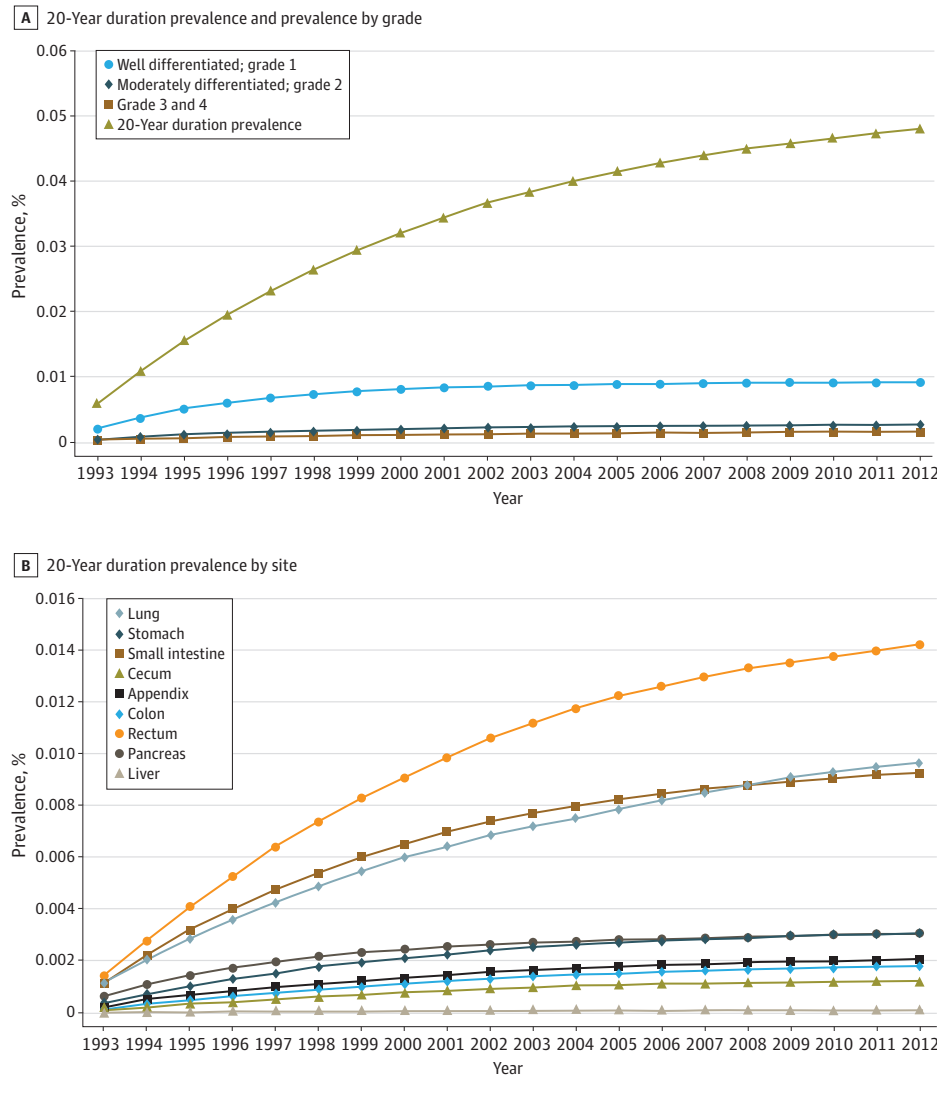 A 20-Year duration prevalence and prevalence by grade
0.06
0.05
0.04
0.03
0.02
0.01
0
Prevalence, %
Well differentiated; grade 1
Moderately differentiated; grade 2
Grade 3 and 4
20-Year duration prevalence
1993 1994 1995 1996 1997 1998 1999 2000 2001 2002 2003 2004 2005 2006 2007 2008 2009 2010 2011 2012
Year
B 20-Year duration prevalence by site
0.016
0.014
0.012
0.010
0.008
0.006
0.004
0.002
0
Prevalence, %
Lung
Stomach
Small intestine
Cecum
Appendix
Colon
Rectum
Pancreas
Liver
1993 1994 1995 1996 1997 1998 1999 2000 2001 2002 2003 2004 2005 2006 2007 2008 2009 2010 2011 2012
Year